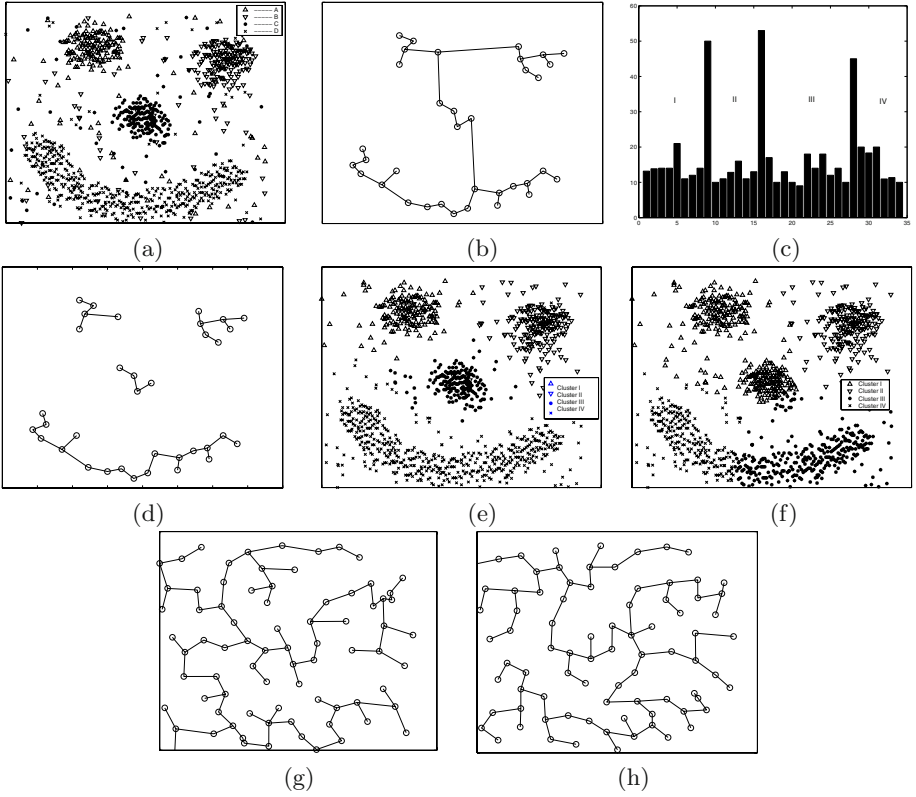 A
B
C
D
60
50
40
30
20
10
0
I
II
III
IV
0 5 10 15 20 25 30 35
(a)
(b)
(c)
Cluster I
Cluster II
Cluster III
Cluster IV
Cluster I
Cluster II
Cluster III
Cluster IV
(d)
(e)
(f)
(g)
(h)